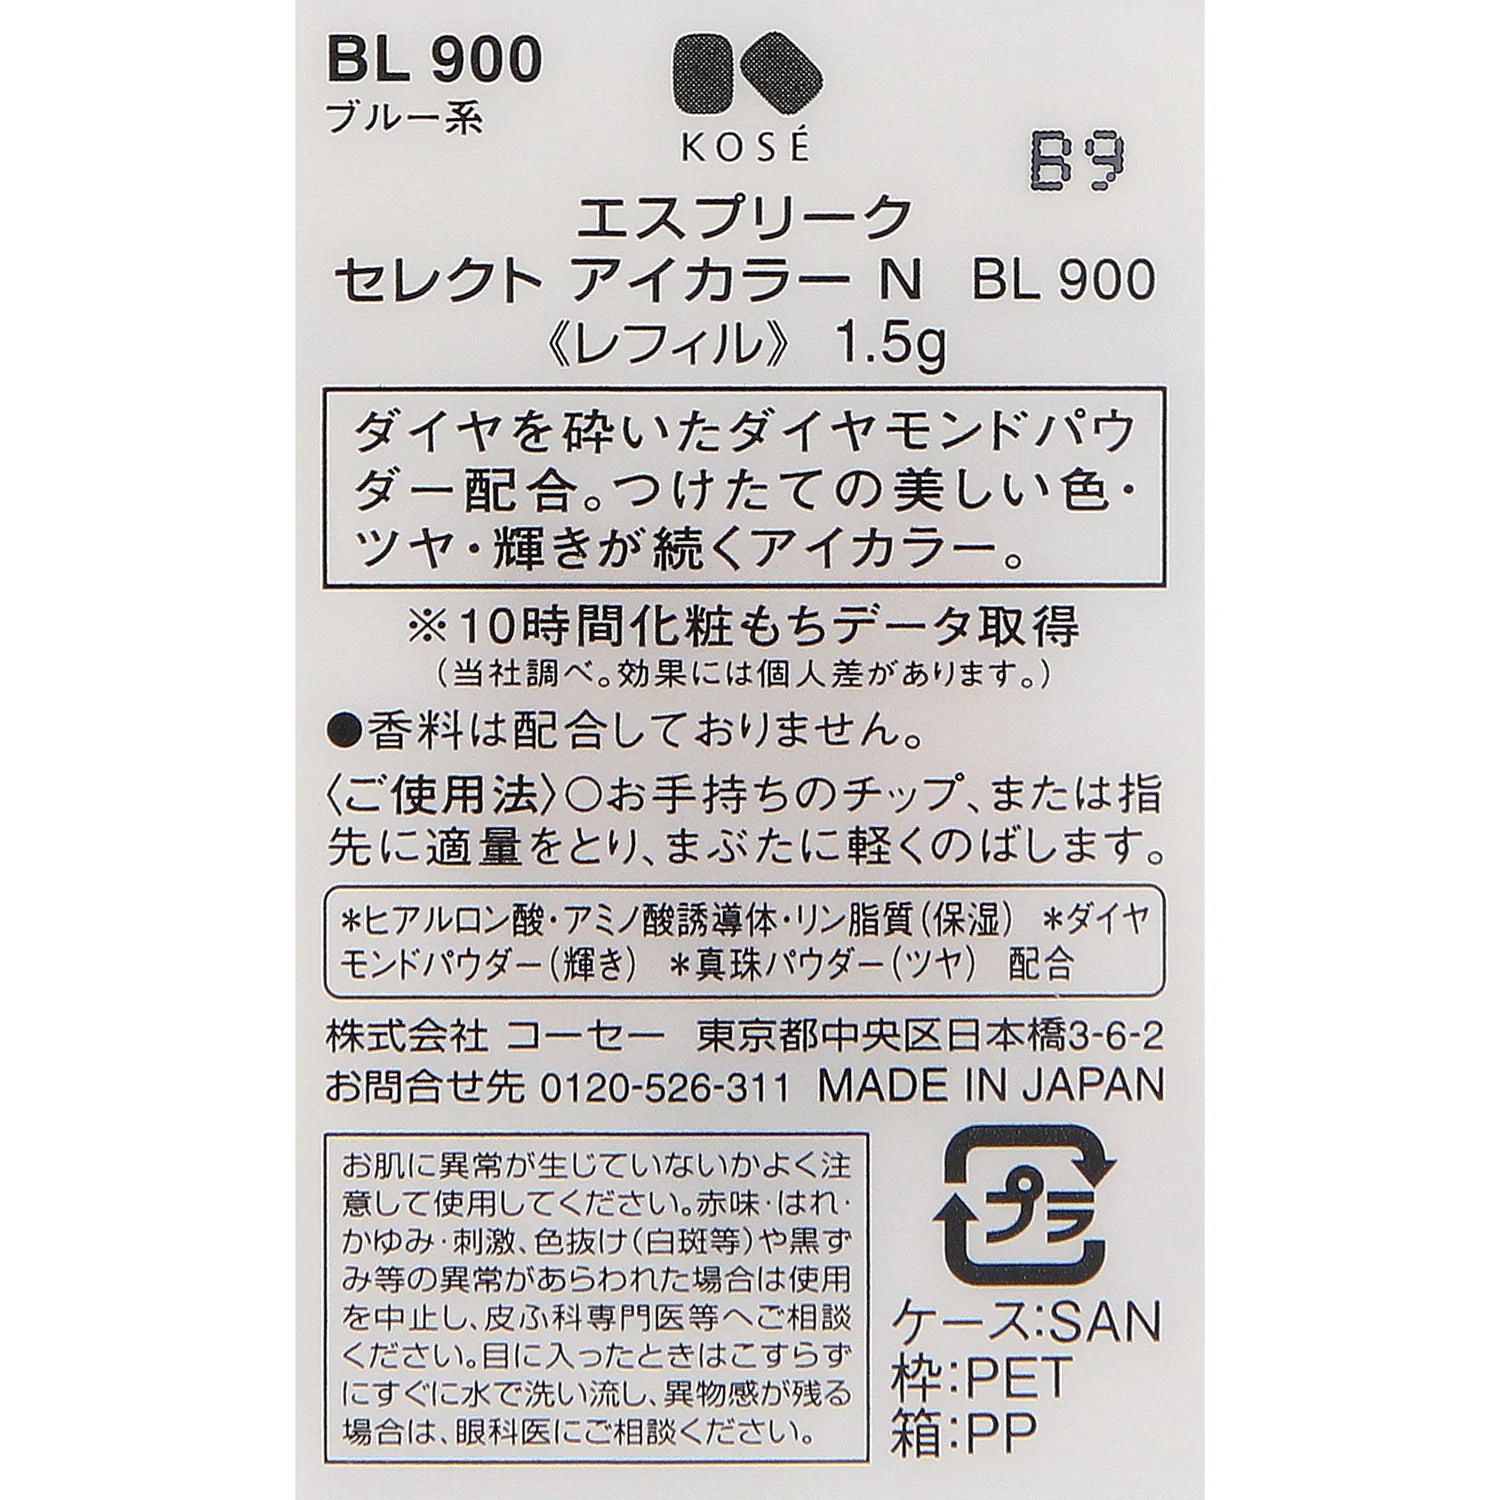 BL 900
ブルー系
KOSÉ
B9
エスプリーク
セレクト アイカラー N BL 900
《レフィル》 1.5g
ダイヤを砕いたダイヤモンドパウ
ダー配合。つけたての美しい色・
ツヤ・輝きが続くアイカラー。
※10時間化粧もちデータ取得
(当社調べ。効果には個人差があります。)
●香料は配合しておりません。
〈ご使用法〉○お手持ちのチップ、または指
先に適量をとり、まぶたに軽くのばします。
*ヒアルロン酸・アミノ酸誘導体・リン脂質(保湿) *ダイヤ
モンドパウダー(輝き) *真珠パウダー(ツヤ) 配合
株式会社 コーセー 東京都中央区日本橋3-6-2
お問合せ先 0120-526-311 MADE IN JAPAN
お肌に異常が生じていないかよく注
意して使用してください。赤味・はれ・
かゆみ・刺激、色抜け(白斑等)や黒ず
み等の異常があらわれた場合は使用
を中止し、皮ふ科専門医等へご相談
ください。目に入ったときはこすらず
にすぐに水で洗い流し、異物感が残る
場合は、眼科医にご相談ください。
プラ
ケース:SAN
枠:PET
箱:PP